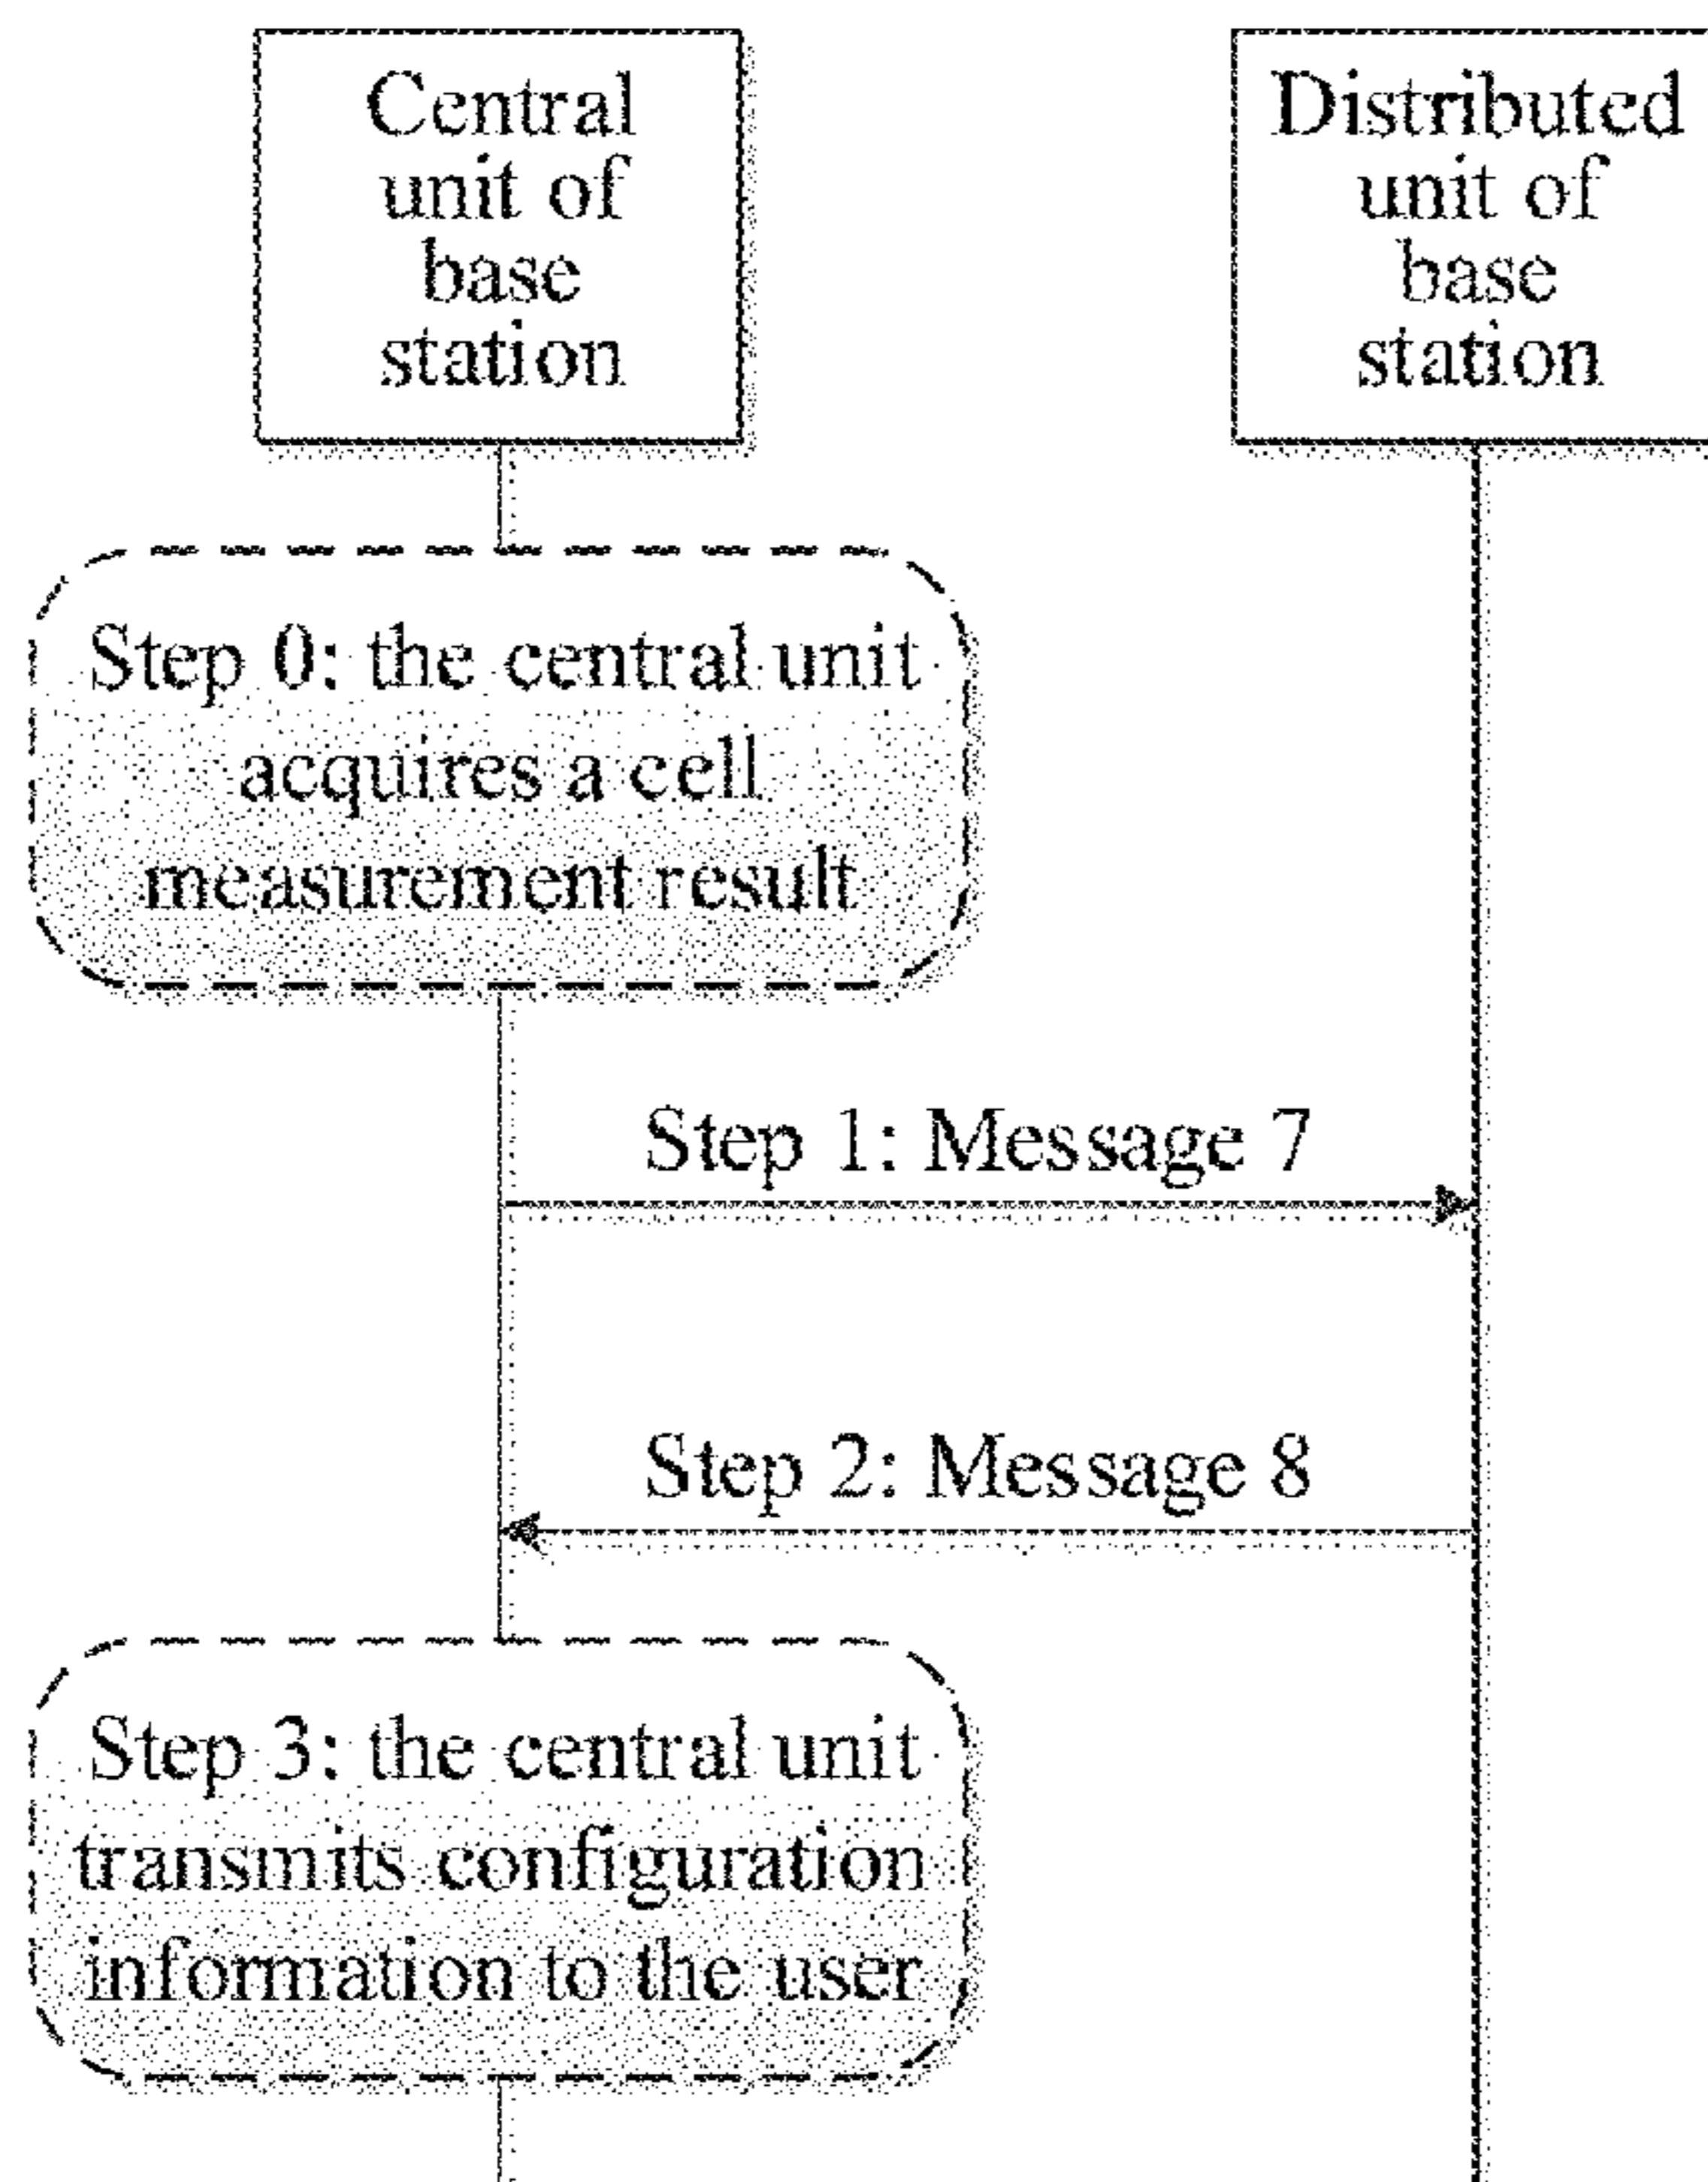 Central
unit of
base
station
Distributed
unit of
base
station
Step 0: the central unit
acquires a cell
measurement result
Step 1: Message 7
Step 2: Message 8
Step 3: the central unit
transmits configuration
information to the user